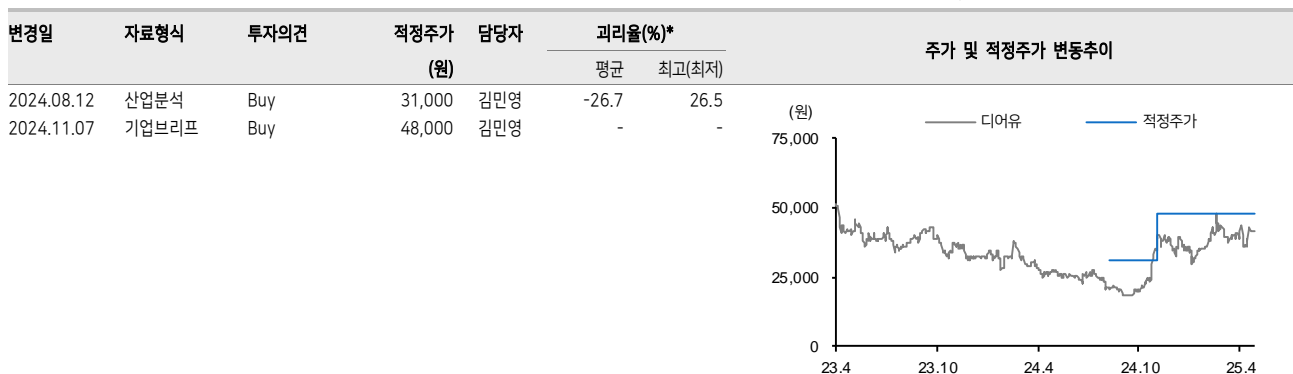 변경일 자료형식 투자의견 적정주가 담당자 괴리율(%)* 주가 및 적정주가 변동추이
(원) 평균 최고(최저)
2024.08.12 산업분석 Buy 31,000 김민영 -26.7 26.5
2024.11.07 기업브리프 Buy 48,000 김민영 - -
(원) 디어유 적정주가
75,000
50,000
25,000
0
23.4 23.10 24.4 24.10 25.4